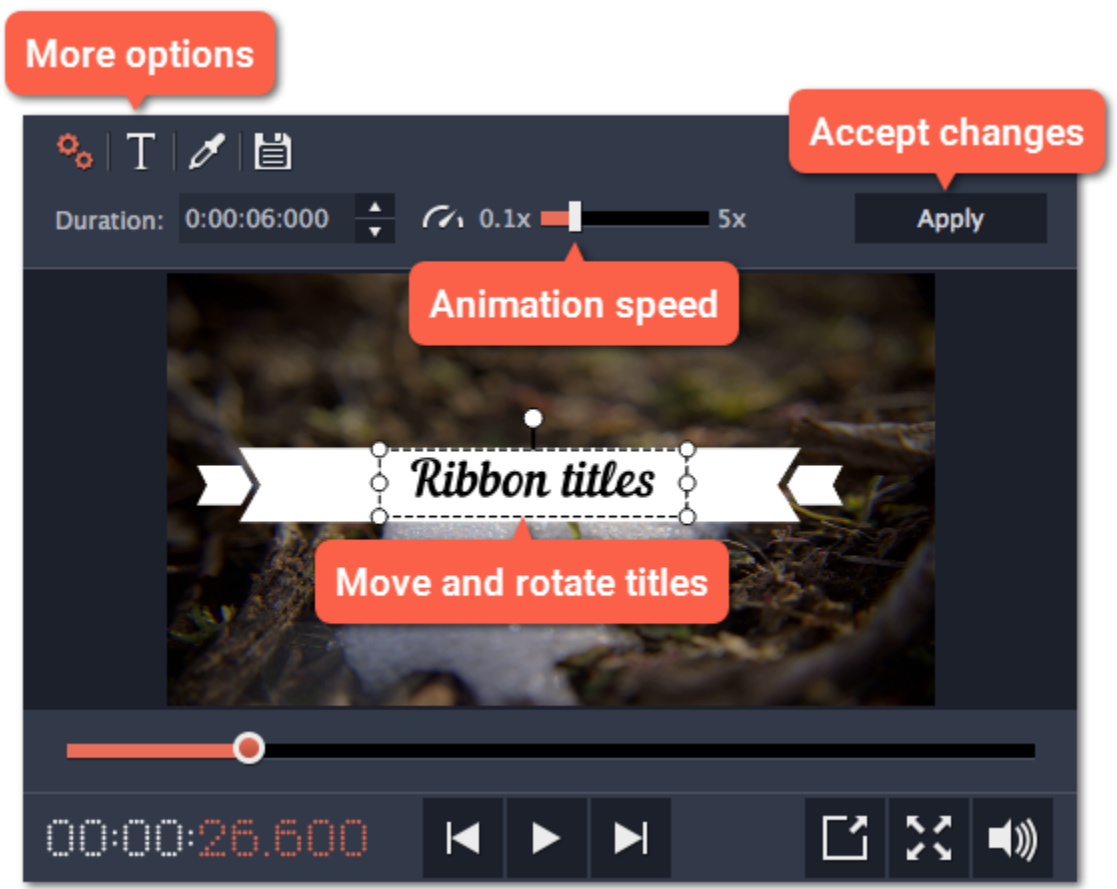 More options
Accept changes
T
Duration: 0:00:06:000 0.1x 5x Apply
Animation speed
Ribbon titles
Move and rotate titles
00:00:26.600